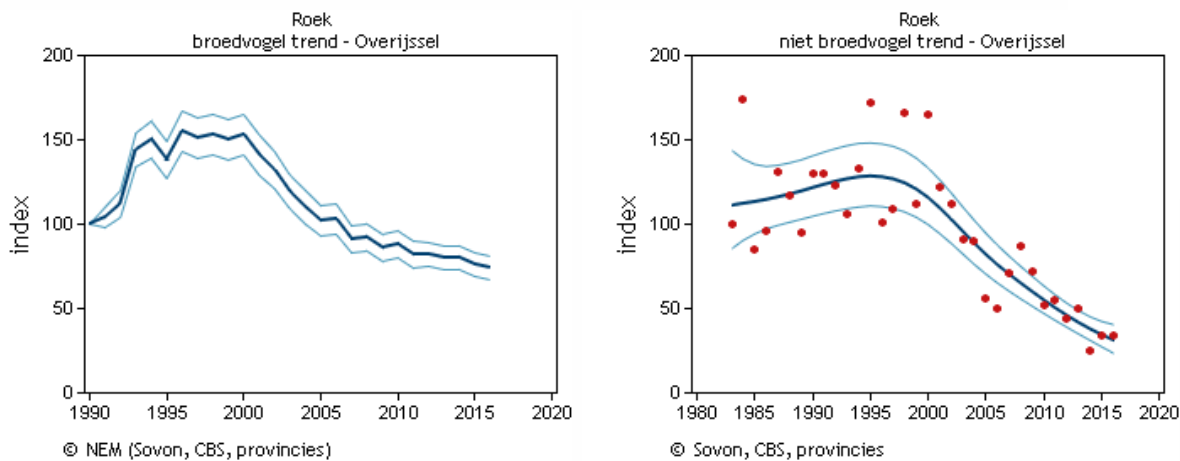 Roek
broedvogel trend - Overijssel
200
150
100
50
0
index
1990 1995 2000 2005 2010 2015 2020
© NEM (Sovon, CBS, provincies)
Roek
niet broedvogel trend - Overijssel
200
150
100
50
0
index
1980 1985 1990 1995 2000 2005 2010 2015 2020
© Sovon, CBS, provincies